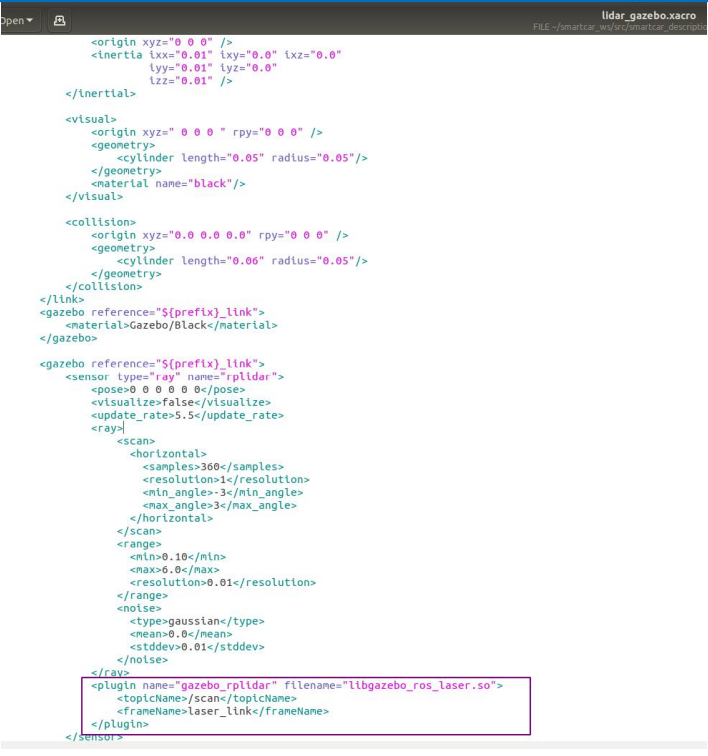 Open
lidar_gazebo.xacro
FILE ~/smartcar_ws/src/smartcar_descriptio
<origin xyz="0 0 0" />
<inertia ixx="0.01" ixy="0.0" ixz="0.0"
iyy="0.01" iyz="0.0"
izz="0.01" />
</inertial>
<visual>
<origin xyz=" 0 0 0 " rpy="0 0 0" />
<geometry>
<cylinder length="0.05" radius="0.05"/>
</geometry>
<material name="black"/>
</visual>
<collision>
<origin xyz="0.0 0.0 0.0" rpy="0 0 0" />
<geometry>
<cylinder length="0.06" radius="0.05"/>
</geometry>
</collision>
</link>
<gazebo reference="${prefix}_link">
<material>Gazebo/Black</material>
</gazebo>
<gazebo reference="${prefix}_link">
<sensor type="ray" name="rplidar">
<pose>0 0 0 0 0 0</pose>
<visualize>false</visualize>
<update_rate>5.5</update_rate>
<ray>
<scan>
<horizontal>
<samples>360</samples>
<resolution>1</resolution>
<min_angle>-3</min_angle>
<max_angle>3</max_angle>
</horizontal>
</scan>
<range>
<min>0.10</min>
<max>6.0</max>
<resolution>0.01</resolution>
</range>
<noise>
<type>gaussian</type>
<mean>0.0</mean>
<stddev>0.01</stddev>
</noise>
</ray>
<plugin name="gazebo_rplidar" filename="libgazebo_ros_laser.so">
<topicName>/scan</topicName>
<frameName>laser_link</frameName>
</plugin>
</sensor>